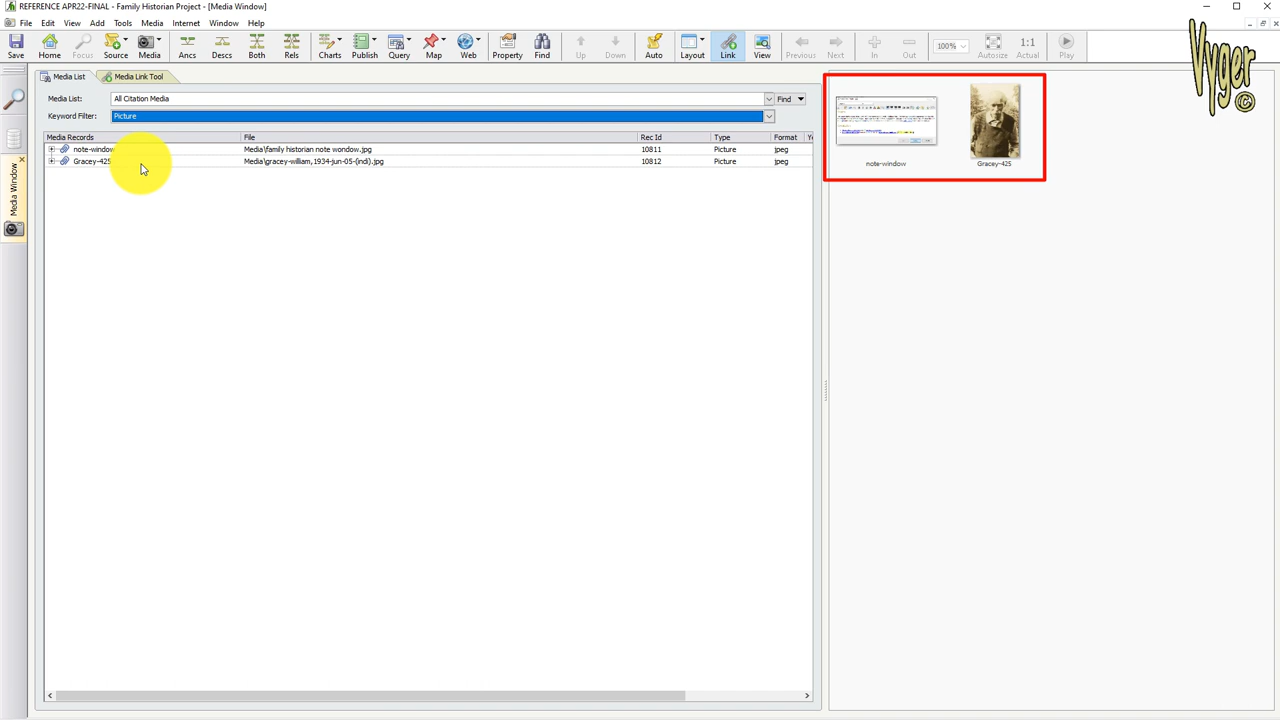 REFERENCE APR22-FINAL - Family Historian Project - [Media Window]
File Edit View Add Tools Media Internet Window Help
Save Home Focus Source Media Ancs Descs Both Rels Charts Publish Query Map Web Property Find Up Down Auto Layout Link View Previous Next In Out 100% Autosize 1:1 Actual Play
Vyger ©
Media List Media Link Tool
Media List: All Citation Media Find
Keyword Filter: Picture
Media Records File Rec Id Type Format
note-window Media\family historian note wondow.jpg 10811 Picture jpeg
Gracey-425 Media\gracey-william,1934-jun-05-(indi).jpg 10812 Picture jpeg
note-window Gracey-425
Media Window